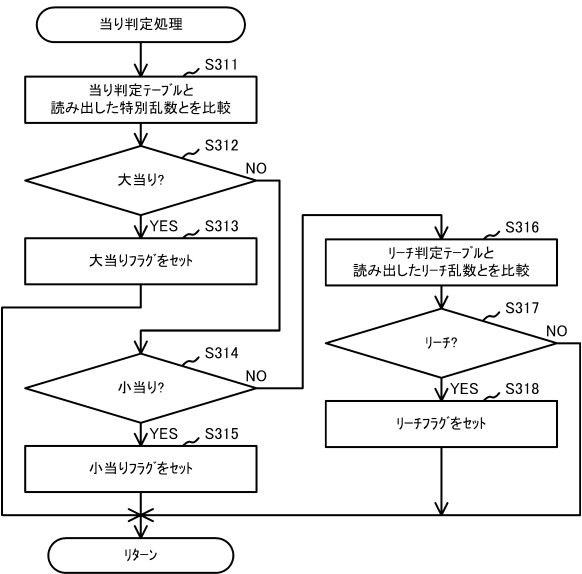 当り判定処理
S311
当り判定ﾃｰﾌﾞﾙと
読み出した特別乱数とを比較
S312
大当り?
NO
YES
S313
大当りﾌﾗｸﾞをｾｯﾄ
S314
小当り?
NO
YES
S315
小当りﾌﾗｸﾞをｾｯﾄ
S316
ﾘｰﾁ判定ﾃｰﾌﾞﾙと
読み出したﾘｰﾁ乱数とを比較
S317
ﾘｰﾁ?
NO
YES
S318
ﾘｰﾁﾌﾗｸﾞをｾｯﾄ
ﾘﾀｰﾝ